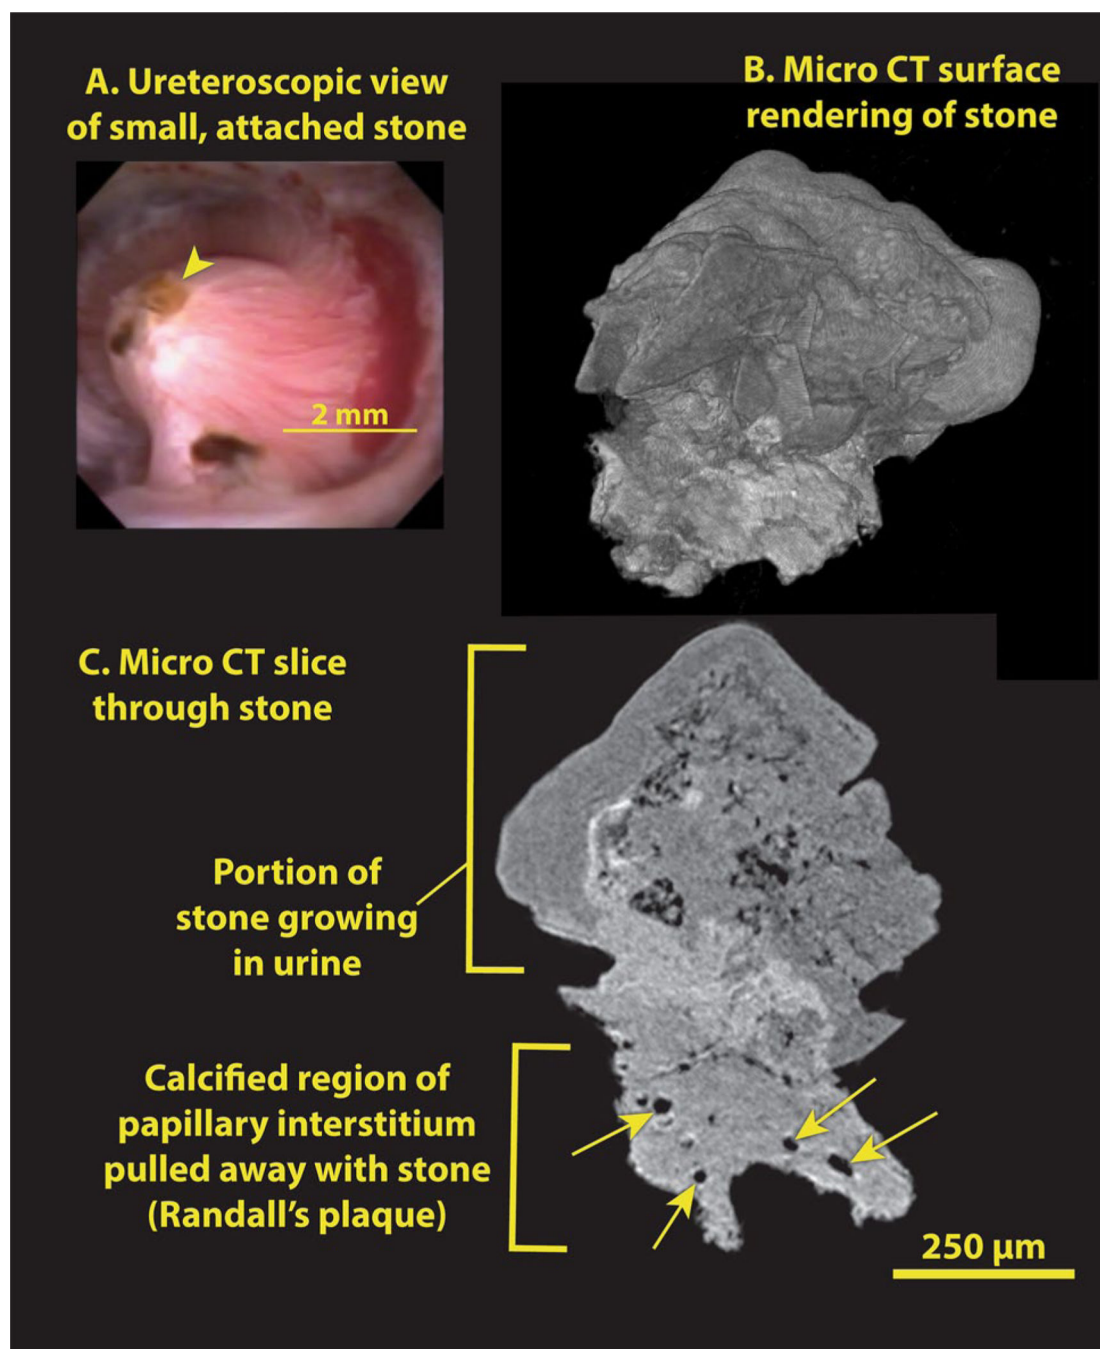 A. Ureteroscopic view
of small, attached stone
B. Micro CT surface
rendering of stone
2 mm
C. Micro CT slice
through stone
Portion of
stone growing
in urine
Calcified region of
papillary interstitium
pulled away with stone
(Randall's plaque)
250 μm